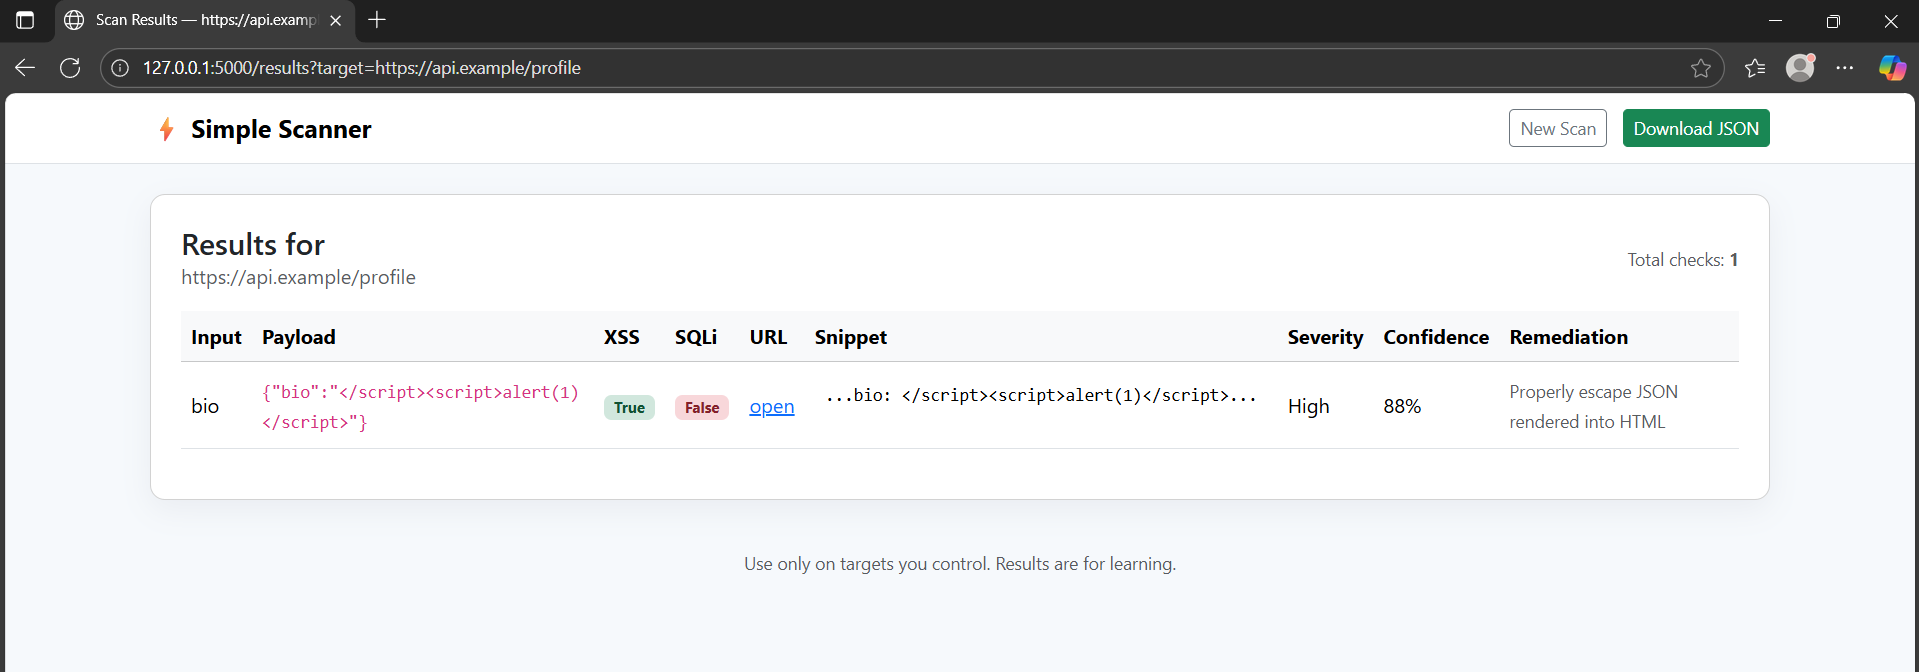 Scan Results — https://api.examp
127.0.0.1:5000/results?target=https://api.example/profile
Simple Scanner
New Scan
Download JSON
Results for
https://api.example/profile
Total checks: 1
Input Payload XSS SQLi URL Snippet Severity Confidence Remediation
bio
{"bio":"</script><script>alert(1)
</script>"}
True
False
open
...bio: </script><script>alert(1)</script>...
High
88%
Properly escape JSON
rendered into HTML
Use only on targets you control. Results are for learning.